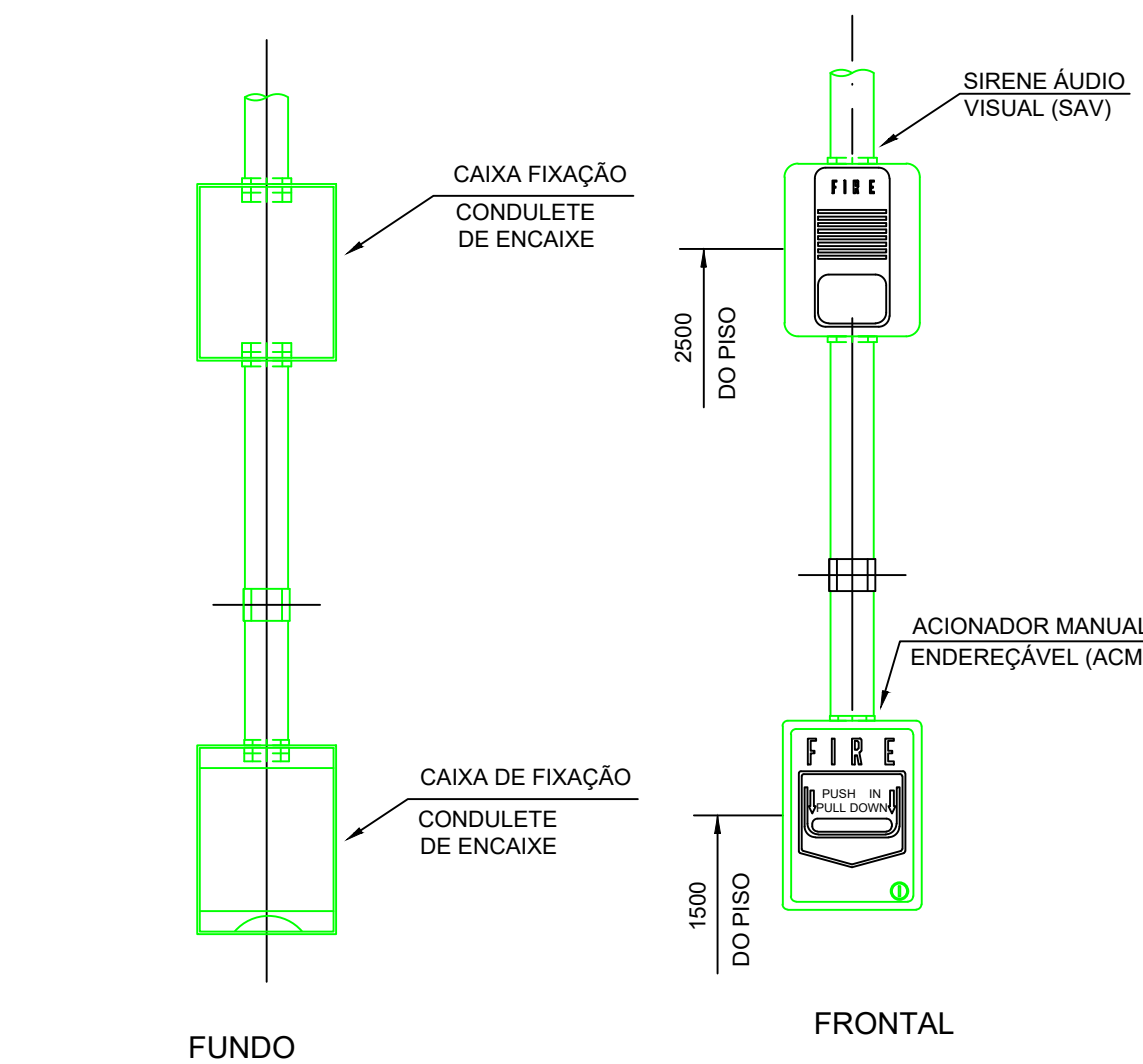 SIRENE ÁUDIO
VISUAL (SAV)
CAIXA FIXAÇÃO
CONDULETE
DE ENCAIXE
FIRE
2500
DO PISO
ACIONADOR MANUAL
ENDEREÇÁVEL (ACM
CAIXA DE FIXAÇÃO
CONDULETE
DE ENCAIXE
FIRE
PUSH IN
PULL DOWN
1500
DO PISO
FUNDO
FRONTAL